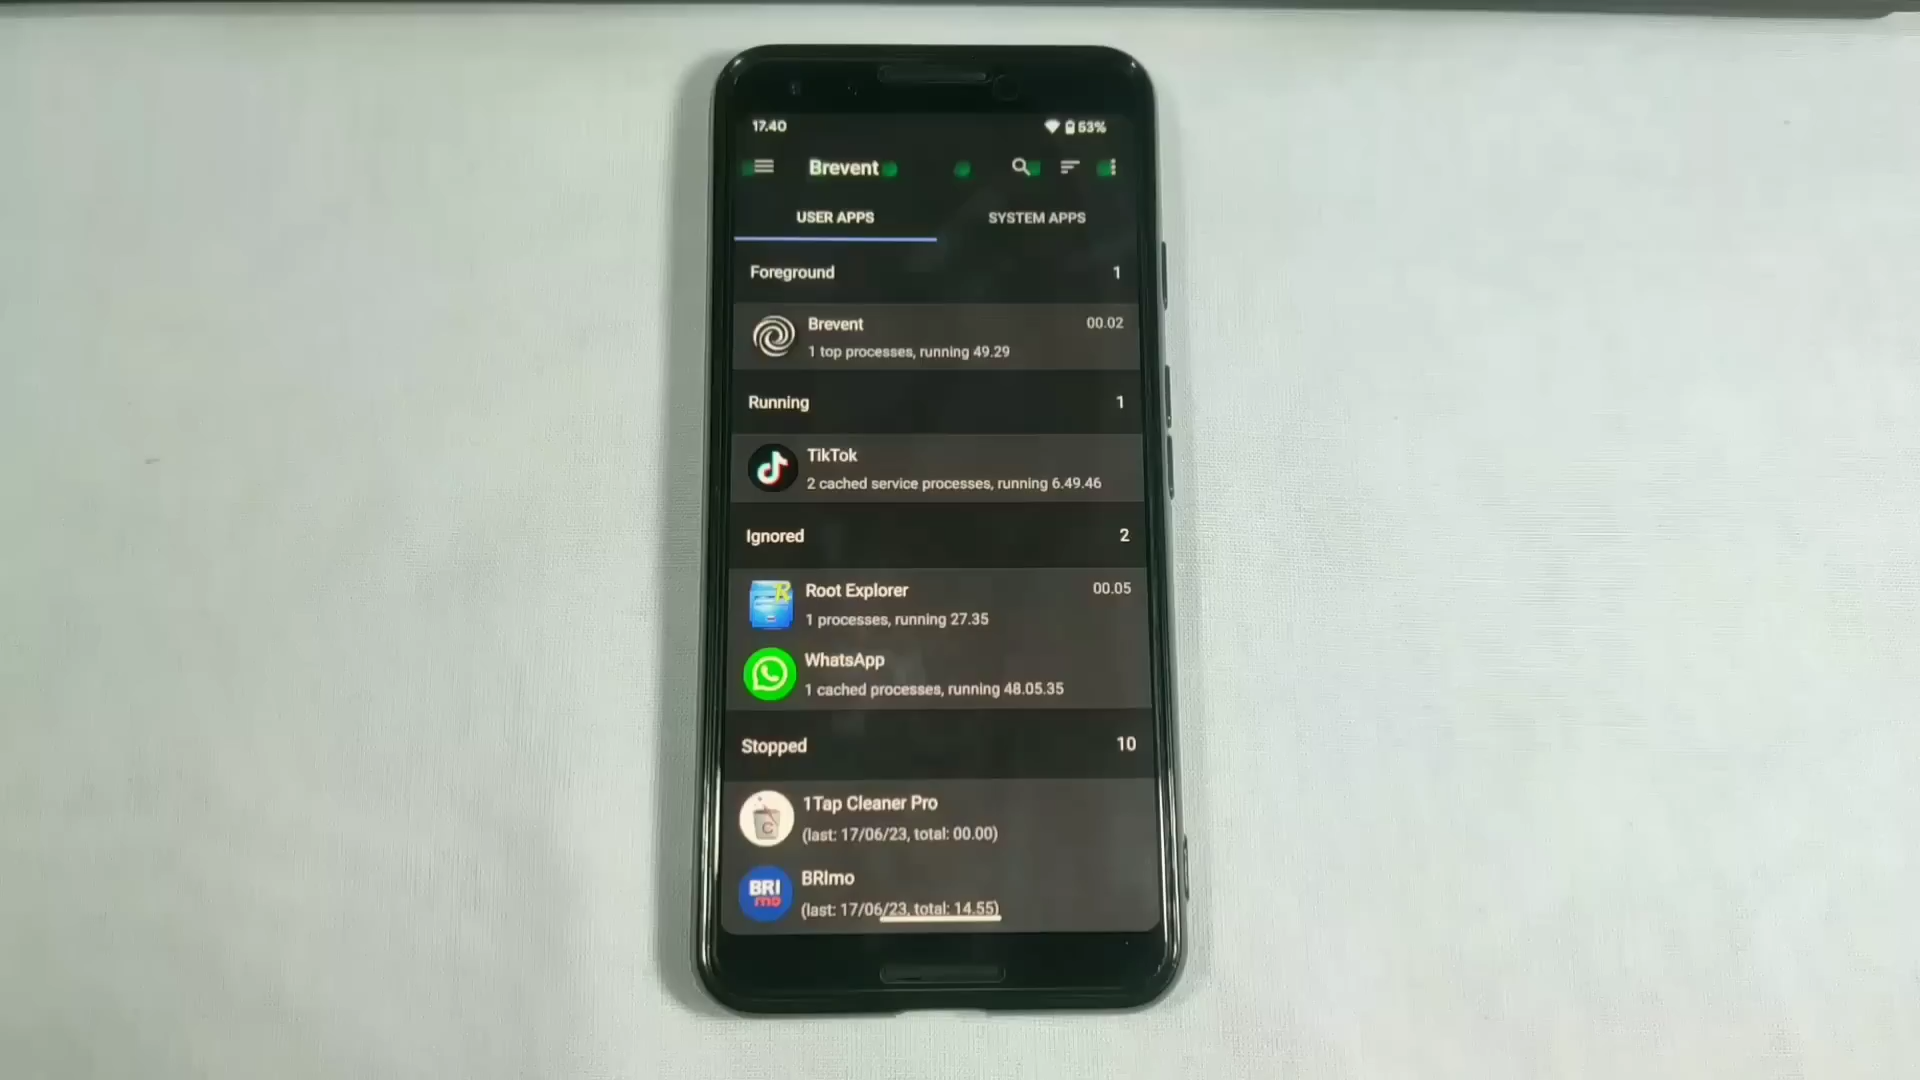 17.40 53%
Brevent
USER APPS SYSTEM APPS
Foreground 1
Brevent 00.02
1 top processes, running 49.29
Running 1
TikTok
2 cached service processes, running 6.49.46
Ignored 2
Root Explorer 00.05
1 processes, running 27.35
WhatsApp
1 cached processes, running 48.05.35
Stopped 10
1Tap Cleaner Pro
(last: 17/06/23, total: 00.00)
BRI
mo
BRImo
(last: 17/06/23, total: 14.55)